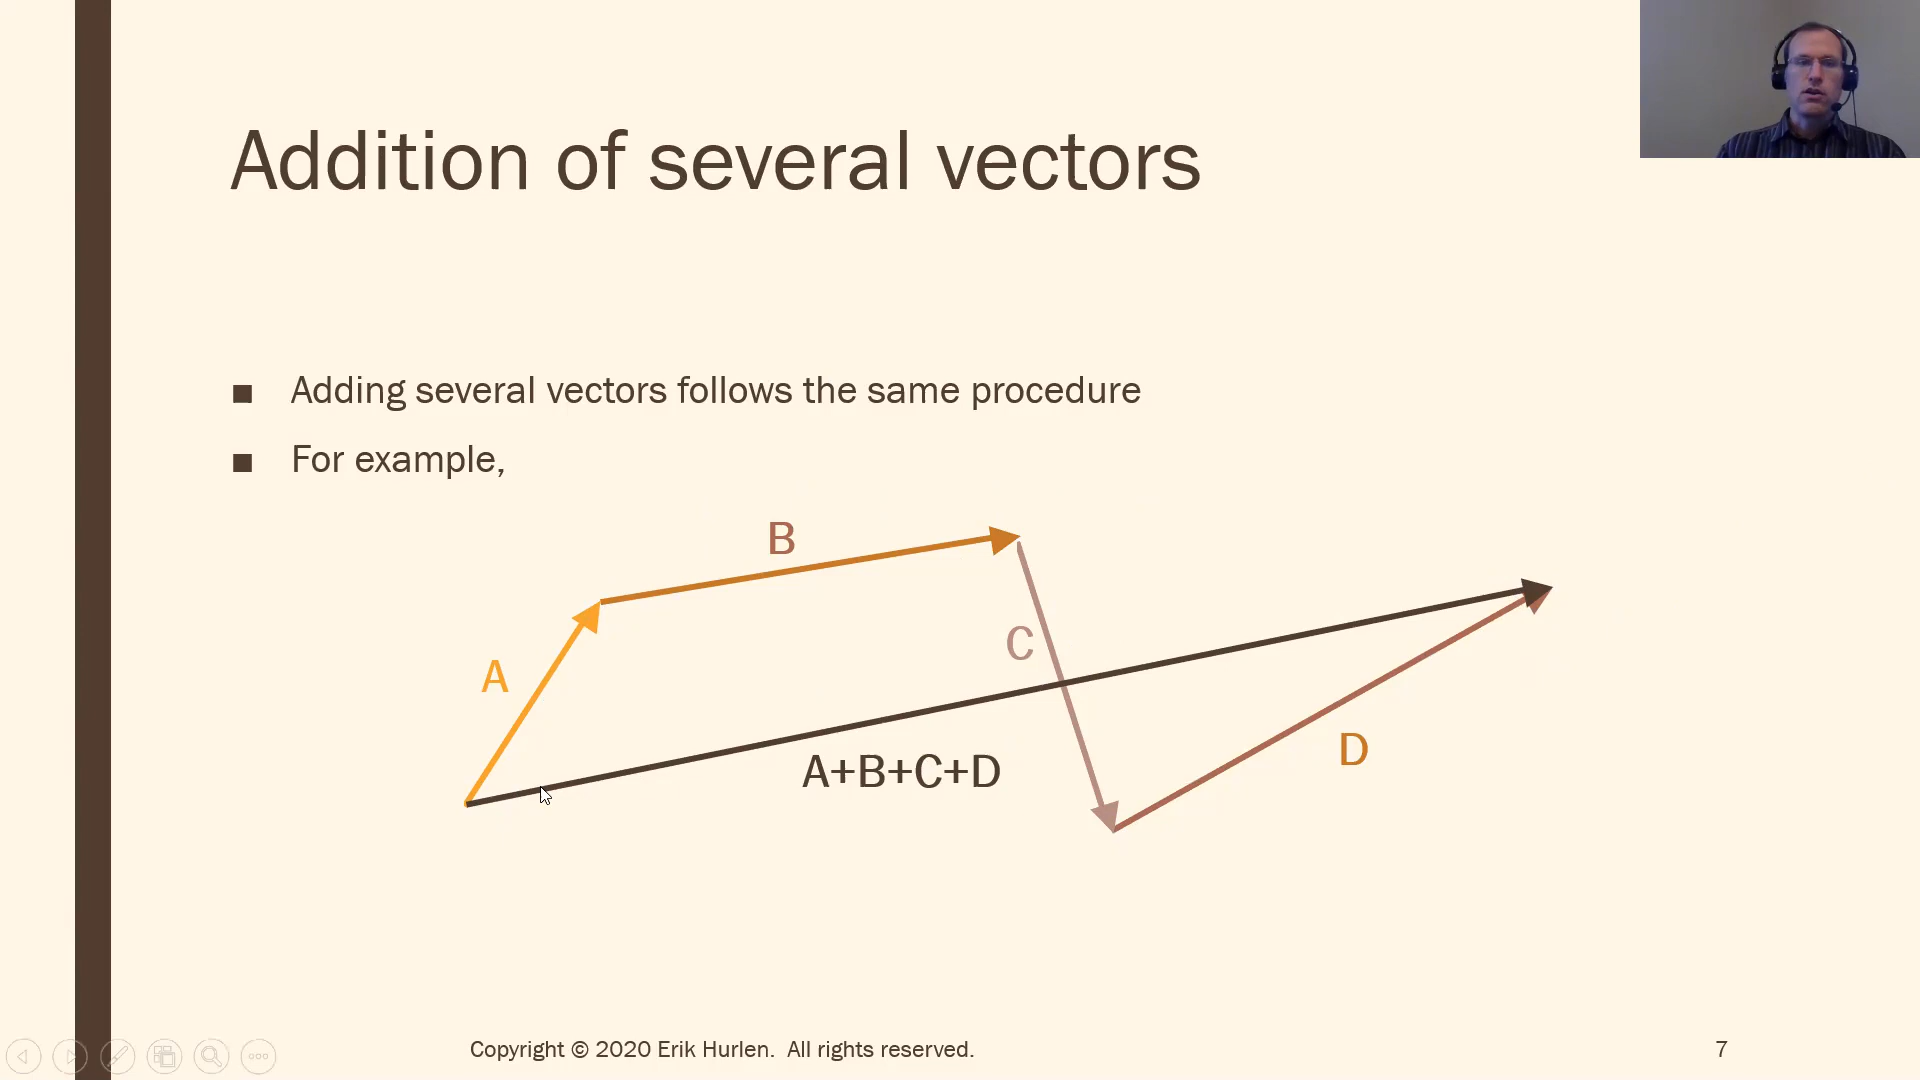 Addition of several vectors
■ Adding several vectors follows the same procedure
■ For example,
B
A
C
D
A+B+C+D
Copyright © 2020 Erik Hurlen. All rights reserved.
7